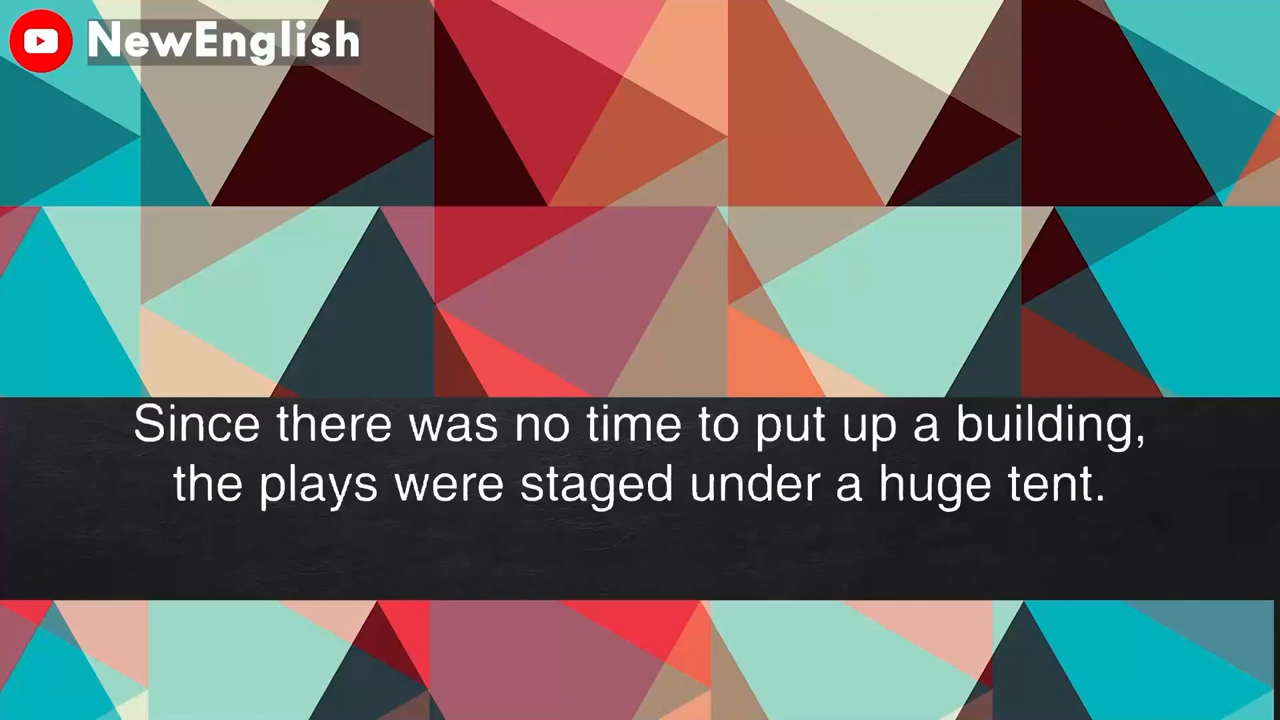 NewEnglish
Since there was no time to put up a building,
the plays were staged under a huge tent.